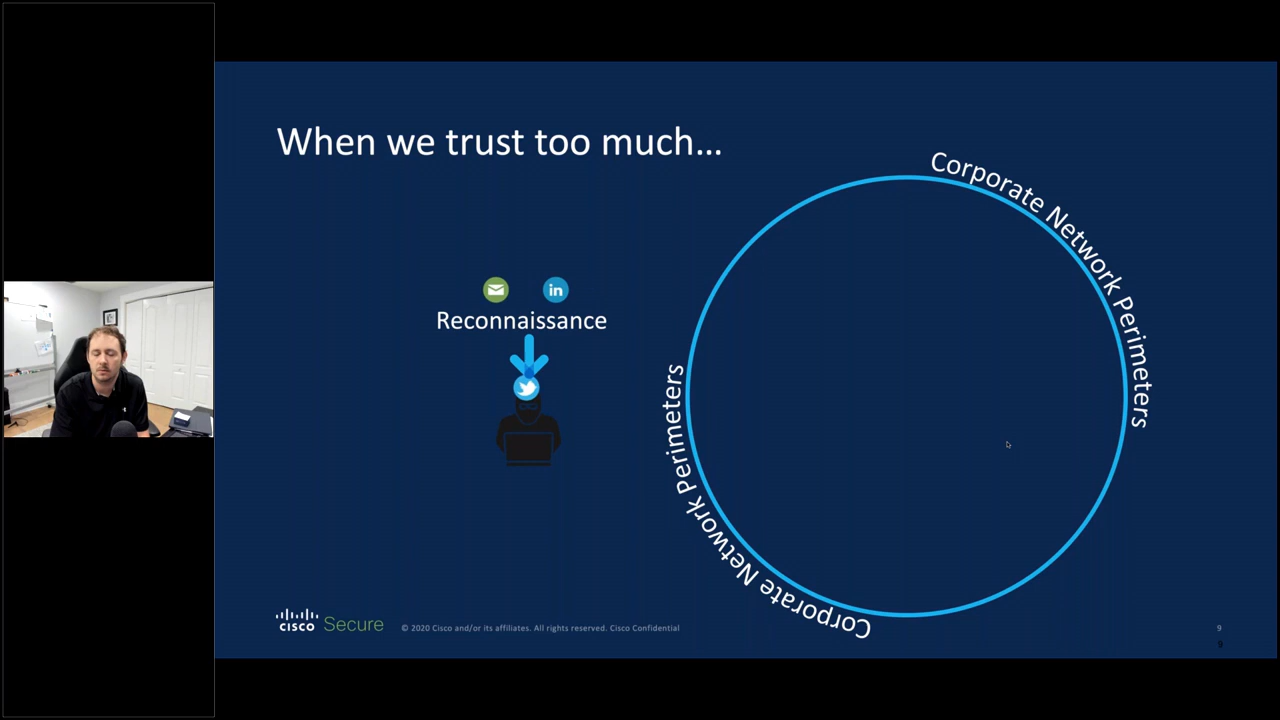 When we trust too much...
Corporate Network Perimeters
in
Reconnaissance
Corporate Network Perimeters
CISCO Secure
© 2020 Cisco and/or its affiliates. All rights reserved. Cisco Confidential
9
9